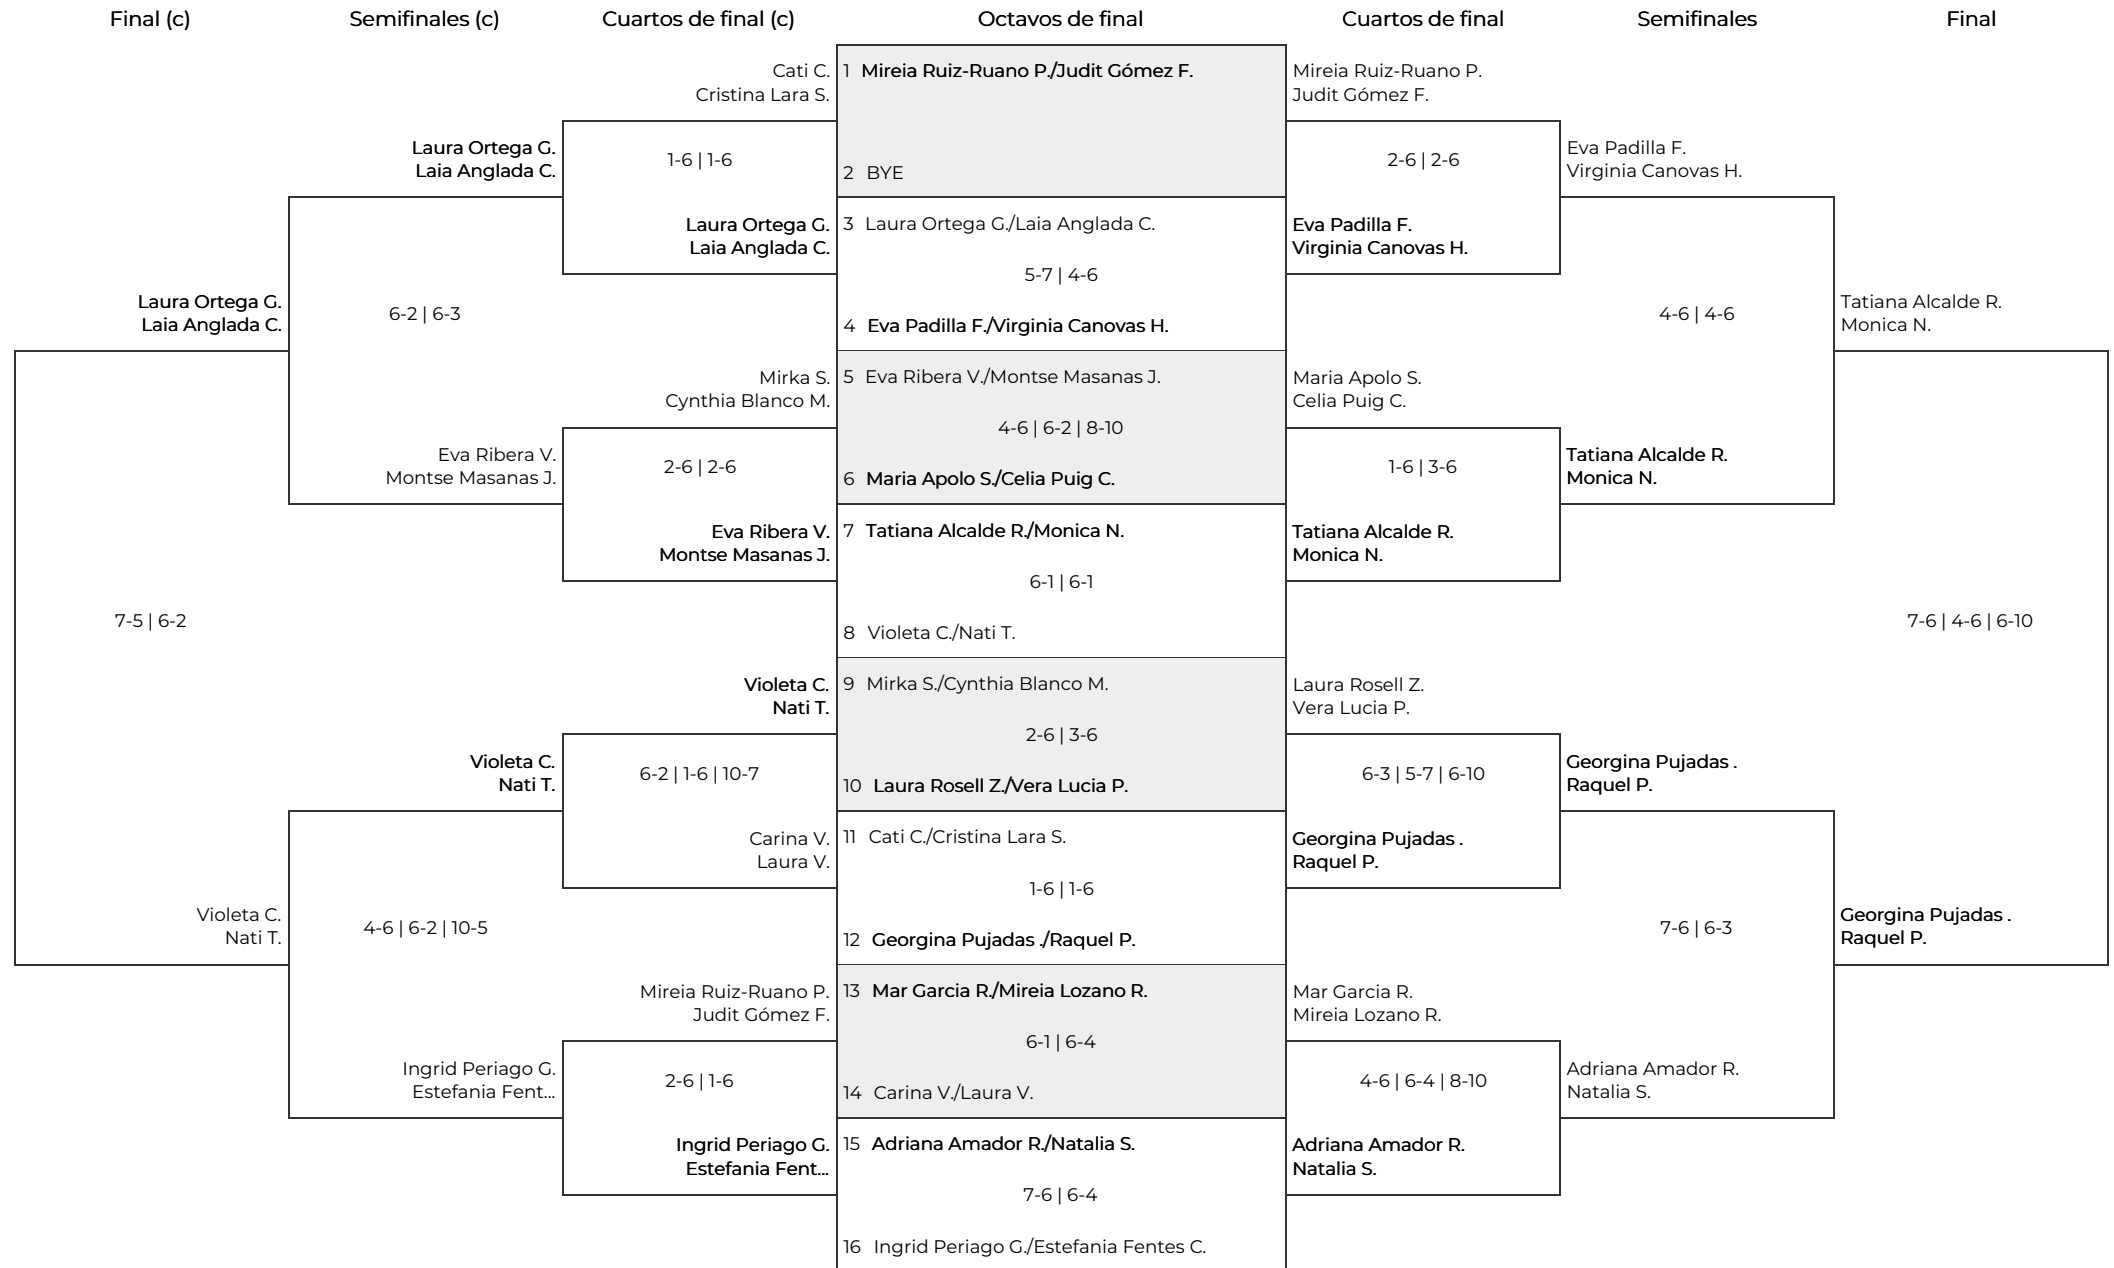 Final (c)
Semifinales (c)
Cuartos de final (c)
Octavos de final
Cuartos de final
Semifinales
Final
Laura Ortega G.
Laia Anglada C.
7-5 | 6-2
Violeta C.
Nati T.
Laura Ortega G.
Laia Anglada C.
6-2 | 6-3
Eva Ribera V.
Montse Masanas J.
Violeta C.
Nati T.
4-6 | 6-2 | 10-5
Ingrid Periago G.
Estefania Fent...
Cati C.
Cristina Lara S.
1-6 | 1-6
Laura Ortega G.
Laia Anglada C.
Mirka S.
Cynthia Blanco M.
2-6 | 2-6
Eva Ribera V.
Montse Masanas J.
Violeta C.
Nati T.
6-2 | 1-6 | 10-7
Carina V.
Laura V.
Mireia Ruiz-Ruano P.
Judit Gómez F.
2-6 | 1-6
Ingrid Periago G.
Estefania Fent...
1 Mireia Ruiz-Ruano P./Judit Gómez F.
2 BYE
3 Laura Ortega G./Laia Anglada C.
5-7 | 4-6
4 Eva Padilla F./Virginia Canovas H.
5 Eva Ribera V./Montse Masanas J.
4-6 | 6-2 | 8-10
6 Maria Apolo S./Celia Puig C.
7 Tatiana Alcalde R./Monica N.
6-1 | 6-1
8 Violeta C./Nati T.
9 Mirka S./Cynthia Blanco M.
2-6 | 3-6
10 Laura Rosell Z./Vera Lucia P.
11 Cati C./Cristina Lara S.
1-6 | 1-6
12 Georgina Pujadas ./Raquel P.
13 Mar Garcia R./Mireia Lozano R.
6-1 | 6-4
14 Carina V./Laura V.
15 Adriana Amador R./Natalia S.
7-6 | 6-4
16 Ingrid Periago G./Estefania Fentes C.
Mireia Ruiz-Ruano P.
Judit Gómez F.
2-6 | 2-6
Eva Padilla F.
Virginia Canovas H.
Maria Apolo S.
Celia Puig C.
1-6 | 3-6
Tatiana Alcalde R.
Monica N.
Laura Rosell Z.
Vera Lucia P.
6-3 | 5-7 | 6-10
Georgina Pujadas .
Raquel P.
Mar Garcia R.
Mireia Lozano R.
4-6 | 6-4 | 8-10
Adriana Amador R.
Natalia S.
Eva Padilla F.
Virginia Canovas H.
4-6 | 4-6
Tatiana Alcalde R.
Monica N.
Georgina Pujadas .
Raquel P.
7-6 | 6-3
Adriana Amador R.
Natalia S.
Tatiana Alcalde R.
Monica N.
7-6 | 4-6 | 6-10
Georgina Pujadas .
Raquel P.